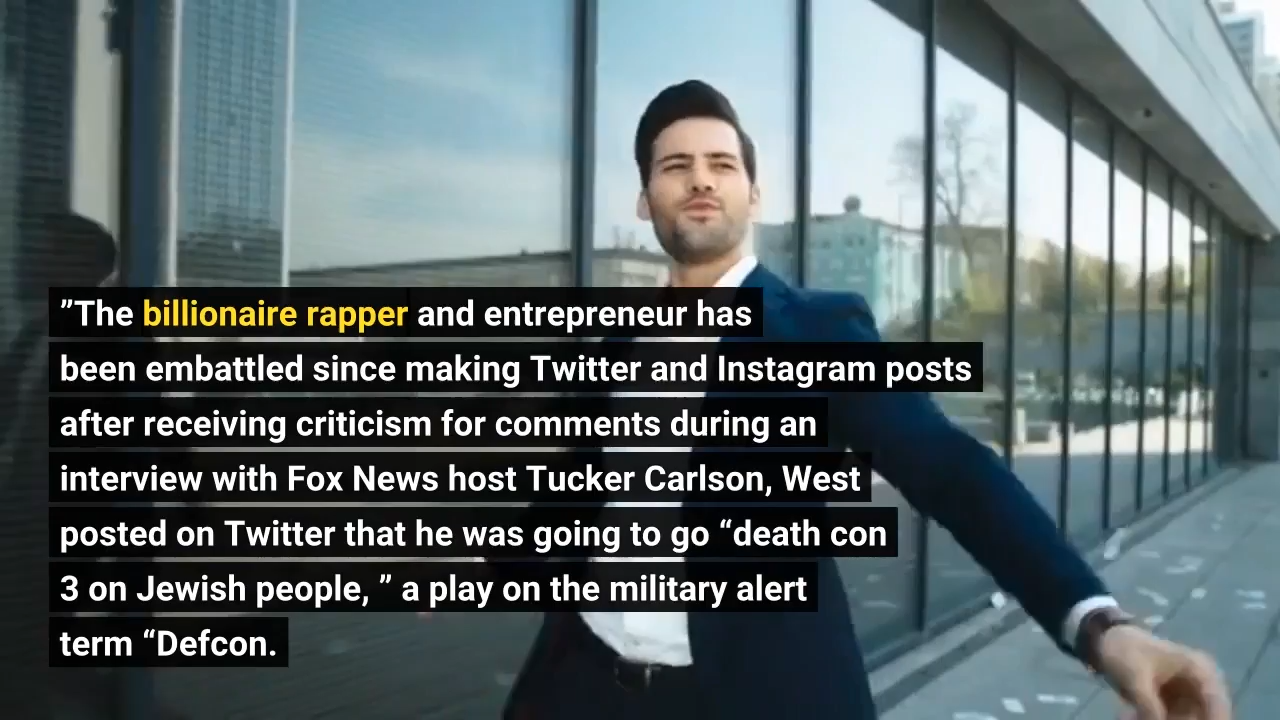 ”The billionaire rapper and entrepreneur has
been embattled since making Twitter and Instagram posts
after receiving criticism for comments during an
interview with Fox News host Tucker Carlson, West
posted on Twitter that he was going to go “death con
3 on Jewish people, ” a play on the military alert
term “Defcon.